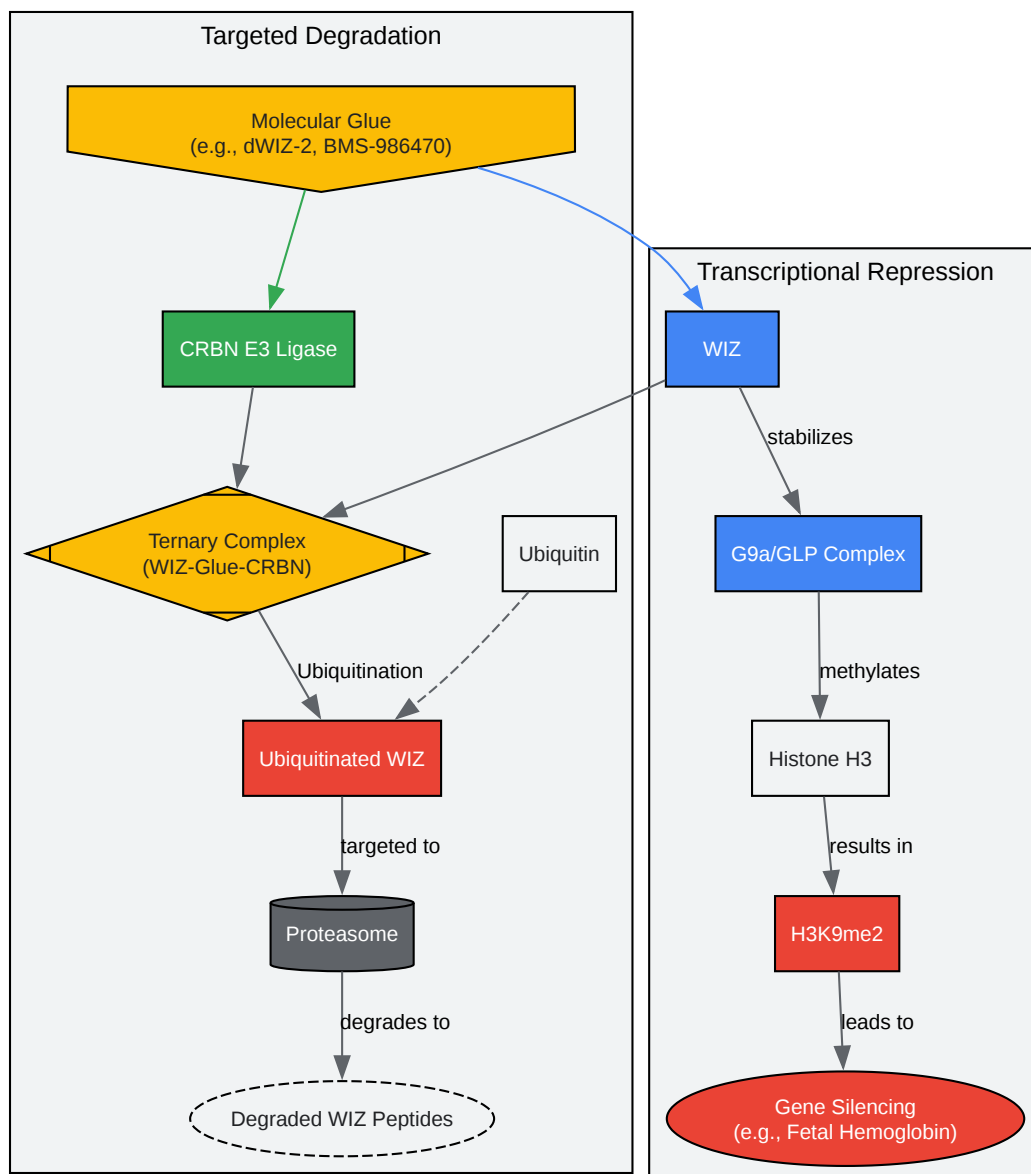 Targeted Degradation
Molecular Glue
(e.g., dWIZ-2, BMS-986470)
Transcriptional Repression
CRBN E3 Ligase
WIZ
stabilizes
Ternary Complex
(WIZ-Glue-CRBN)
Ubiquitin
G9a/GLP Complex
Ubiquitination
methylates
Ubiquitinated WIZ
Histone H3
targeted to
results in
Proteasome
H3K9me2
degrades to
leads to
Degraded WIZ Peptides
Gene Silencing
(e.g., Fetal Hemoglobin)